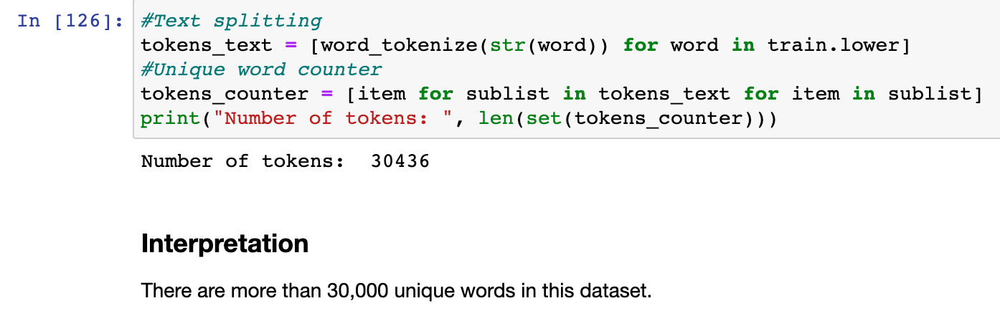 In [126]: #Text splitting
tokens_text = [word_tokenize(str(word)) for word in train.lower]
#Unique word counter
tokens_counter = [item for sublist in tokens_text for item in sublist]
print("Number of tokens: ", len(set(tokens_counter)))
Number of tokens:  30436
Interpretation
There are more than 30,000 unique words in this dataset.